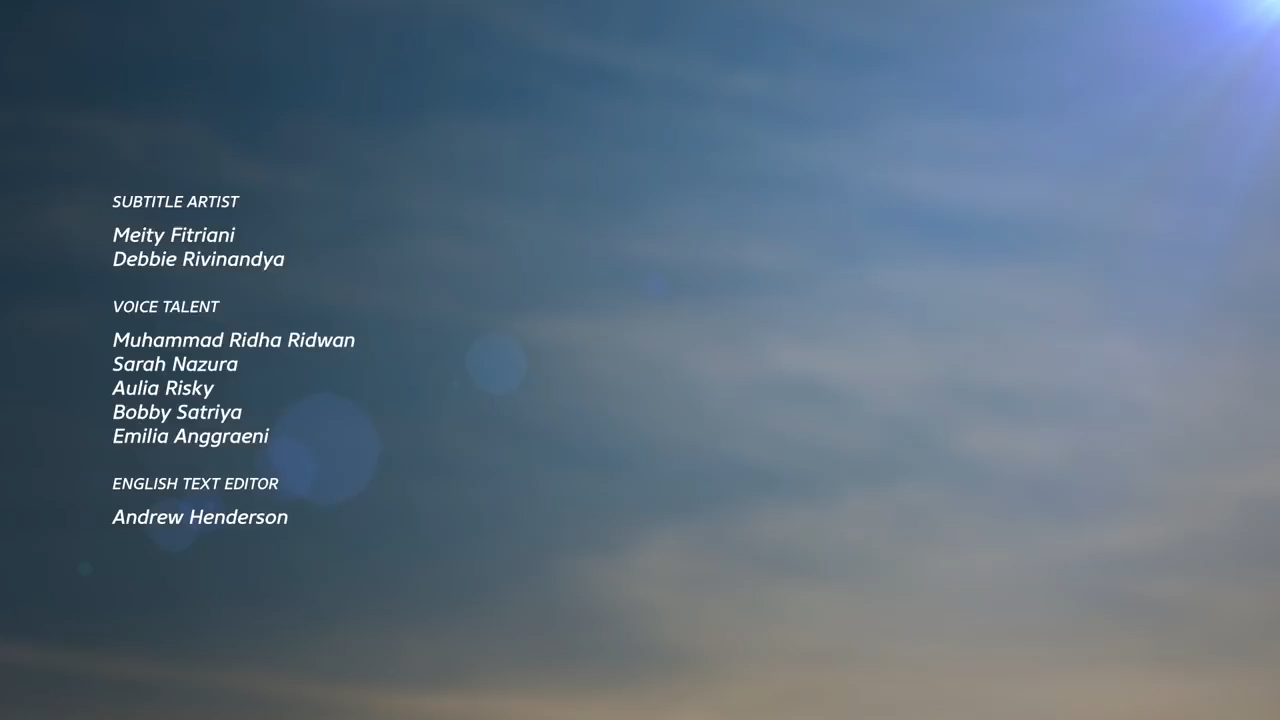 SUBTITLE ARTIST
Meity Fitriani
Debbie Rivinandya
VOICE TALENT
Muhammad Ridha Ridwan
Sarah Nazura
Aulia Risky
Bobby Satriya
Emilia Anggraeni
ENGLISH TEXT EDITOR
Andrew Henderson